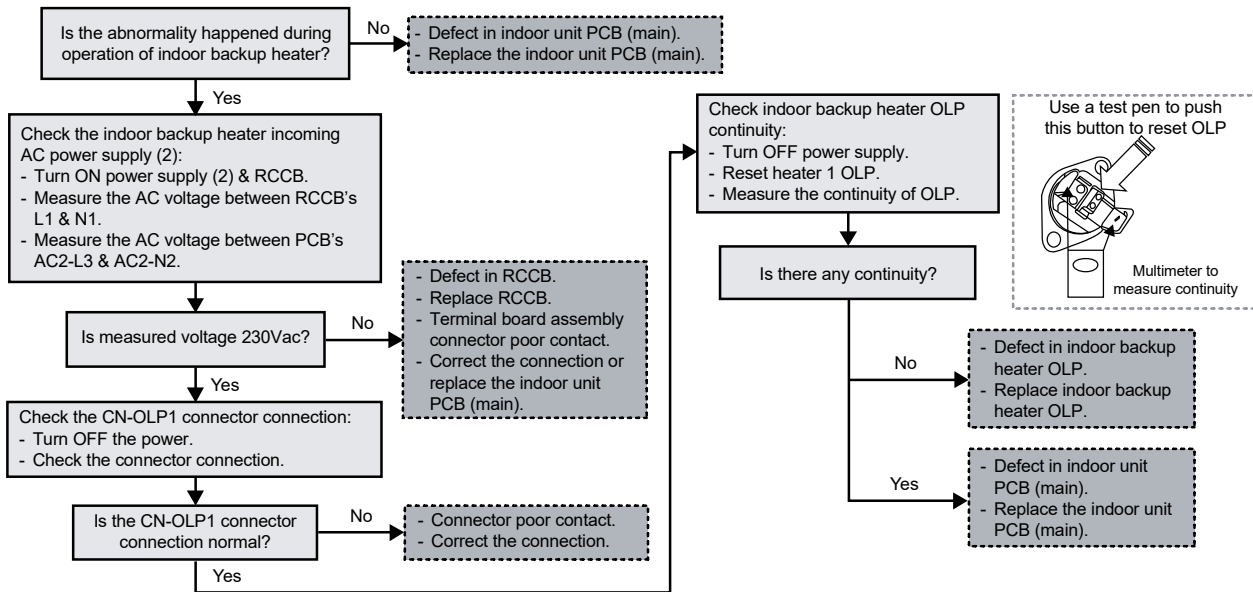 Is the abnormality happened during
operation of indoor backup heater?
No
- Defect in indoor unit PCB (main).
- Replace the indoor unit PCB (main).
Yes
Check the indoor backup heater incoming
AC power supply (2):
- Turn ON power supply (2) & RCCB.
- Measure the AC voltage between RCCB's
L1 & N1.
- Measure the AC voltage between PCB's
AC2-L3 & AC2-N2.
Is measured voltage 230Vac?
No
- Defect in RCCB.
- Replace RCCB.
- Terminal board assembly
connector poor contact.
- Correct the connection or
replace the indoor unit
PCB (main).
Yes
Check the CN-OLP1 connector connection:
- Turn OFF the power.
- Check the connector connection.
Is the CN-OLP1 connector
connection normal?
No
- Connector poor contact.
- Correct the connection.
Yes
Check indoor backup heater OLP
continuity:
- Turn OFF power supply.
- Reset heater 1 OLP.
- Measure the continuity of OLP.
Is there any continuity?
No
- Defect in indoor backup
heater OLP.
- Replace indoor backup
heater OLP.
Yes
- Defect in indoor unit
PCB (main).
- Replace the indoor unit
PCB (main).
Use a test pen to push
this button to reset OLP
Multimeter to
measure continuity